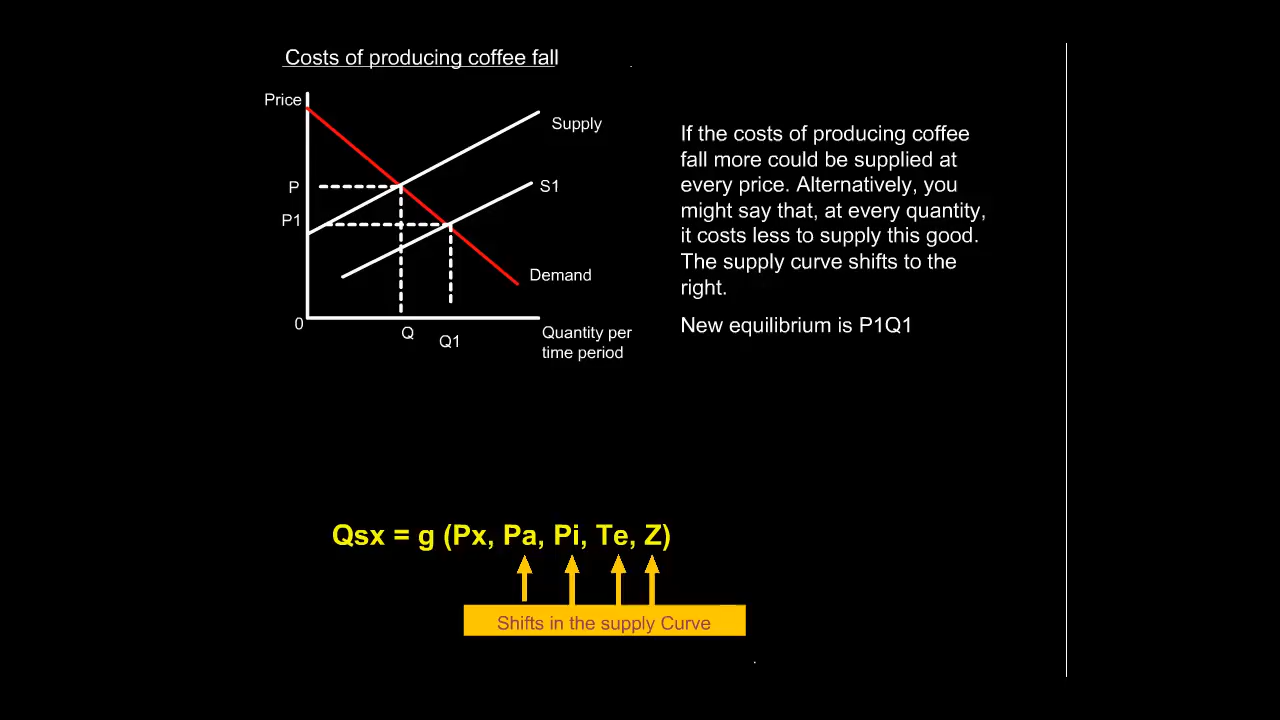 Costs of producing coffee fall
Price
Supply
P
S1
P1
Demand
0
Q
Q1
Quantity per
time period
If the costs of producing coffee
fall more could be supplied at
every price. Alternatively, you
might say that, at every quantity,
it costs less to supply this good.
The supply curve shifts to the
right.
New equilibrium is P1Q1
Qsx = g (Px, Pa, Pi, Te, Z)
Shifts in the supply Curve